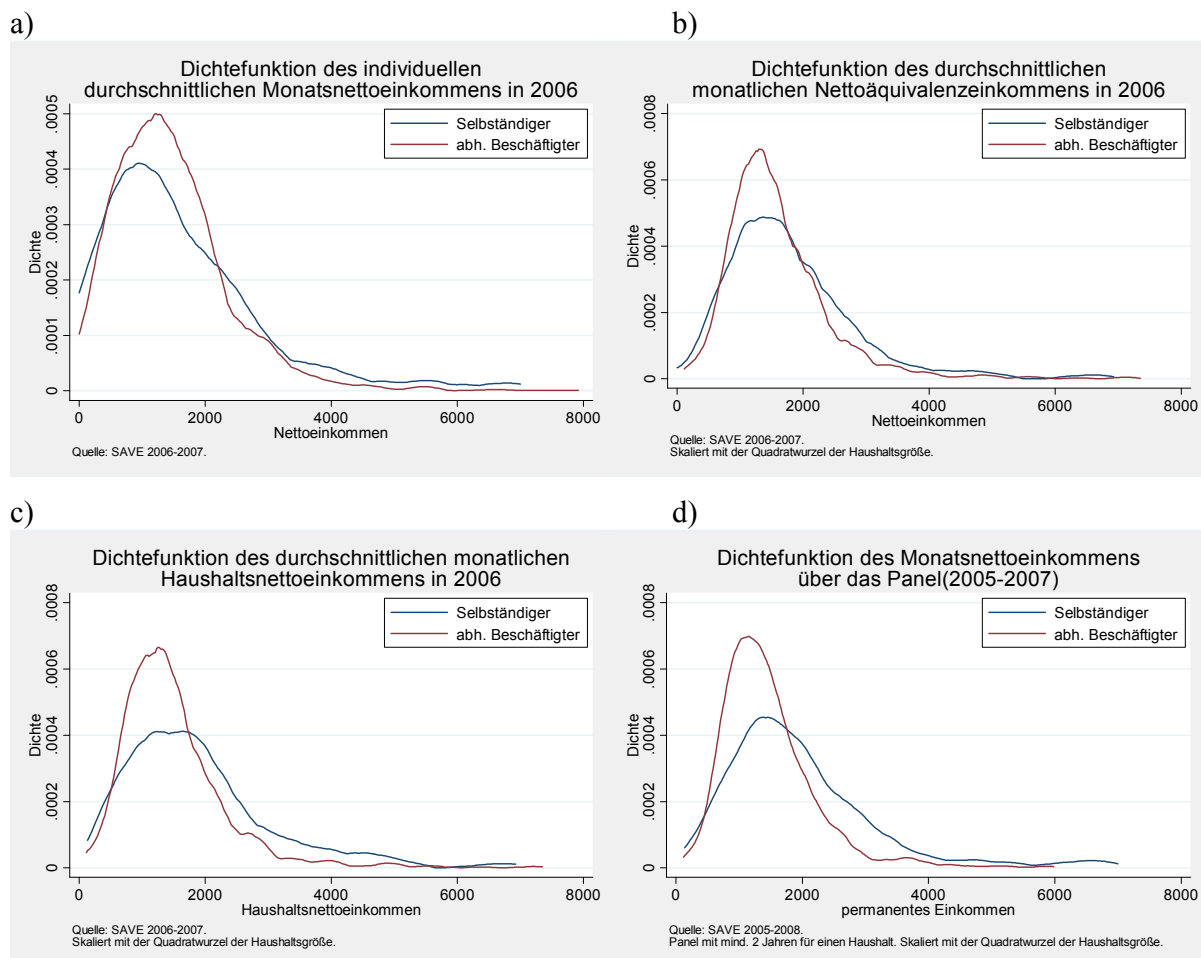 a)
Dichtefunktion des individuellen
durchschnittlichen Monatsnettoeinkommens in 2006
Selbständiger
abh. Beschäftigter
Dichte
0 .0001 .0002 .0003 .0004 .0005
0 2000 4000 6000 8000
Nettoeinkommen
Quelle: SAVE 2006-2007.
b)
Dichtefunktion des durchschnittlichen
monatlichen Nettoäquivalenzeinkommens in 2006
Selbständiger
abh. Beschäftigter
Dichte
0 .0002 .0004 .0006 .0008
0 2000 4000 6000 8000
Nettoeinkommen
Quelle: SAVE 2006-2007.
Skaliert mit der Quadratwurzel der Haushaltsgröße.
c)
Dichtefunktion des durchschnittlichen monatlichen
Haushaltsnettoeinkommens in 2006
Selbständiger
abh. Beschäftigter
Dichte
0 .0002 .0004 .0006 .0008
0 2000 4000 6000 8000
Haushaltsnettoeinkommen
Quelle: SAVE 2006-2007.
Skaliert mit der Quadratwurzel der Haushaltsgröße.
d)
Dichtefunktion des Monatsnettoeinkommens
über das Panel(2005-2007)
Selbständiger
abh. Beschäftigter
Dichte
0 .0002 .0004 .0006 .0008
0 2000 4000 6000 8000
permanentes Einkommen
Quelle: SAVE 2005-2008.
Panel mit mind. 2 Jahren für einen Haushalt. Skaliert mit der Quadratwurzel der Haushaltsgröße.